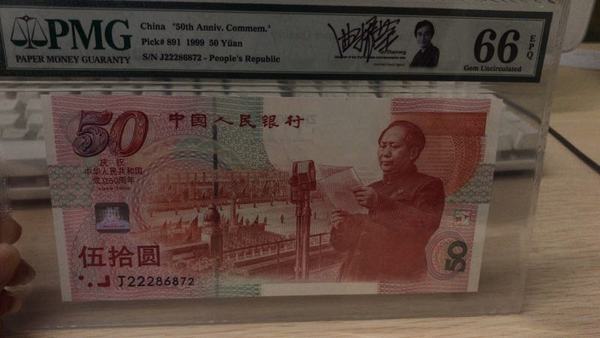 PMG
PAPER MONEY GUARANTY
China "50th Anniv. Commem."
Pick# 891 1999 50 Yüan
S/N J22286872 - People's Republic
66 EPQ
Gem Uncirculated
50
中国人民银行
庆祝
中华人民共和国
成立50周年
伍拾圆
J22286872
50